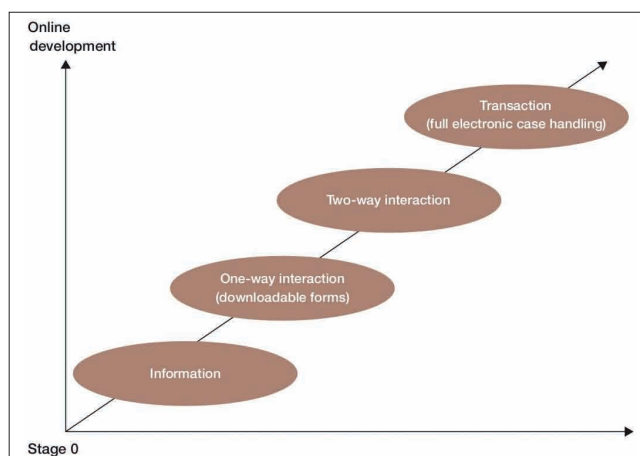 Online
development
Transaction
(full electronic case handling)
Two-way interaction
One-way interaction
(downloadable forms)
Information
Stage 0